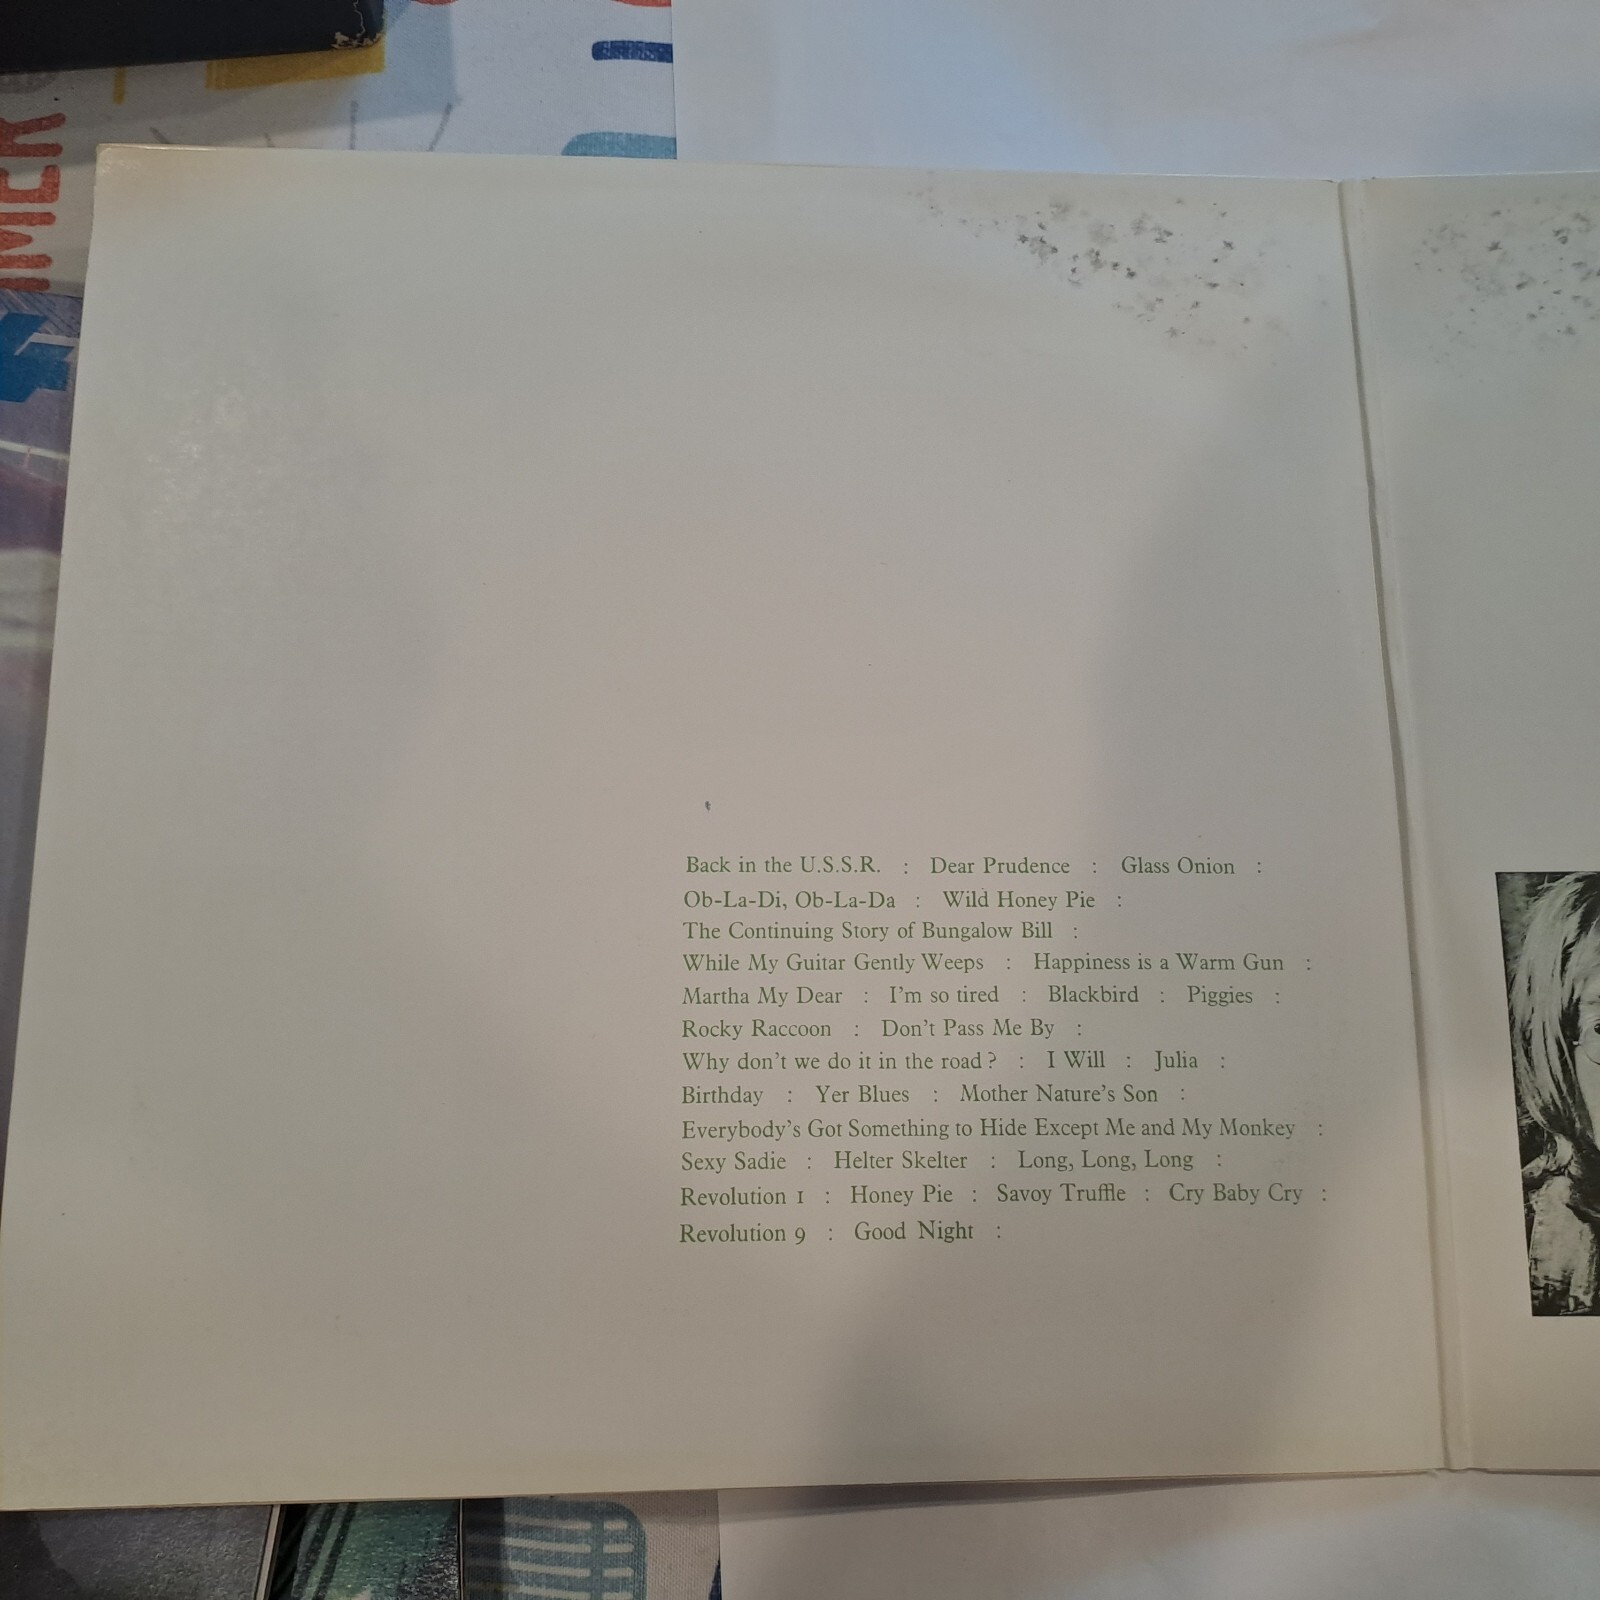 IMER
Back in the U.S.S.R. : Dear Prudence : Glass Onion :
Ob-La-Di, Ob-La-Da : Wild Honey Pie :
The Continuing Story of Bungalow Bill :
While My Guitar Gently Weeps : Happiness is a Warm Gun :
Martha My Dear : I'm so tired : Blackbird : Piggies :
Rocky Raccoon : Don't Pass Me By :
Why don't we do it in the road? : I Will : Julia :
Birthday : Yer Blues : Mother Nature's Son :
Everybody's Got Something to Hide Except Me and My Monkey :
Sexy Sadie : Helter Skelter : Long, Long, Long :
Revolution 1 : Honey Pie : Savoy Truffle : Cry Baby Cry :
Revolution 9 : Good Night :